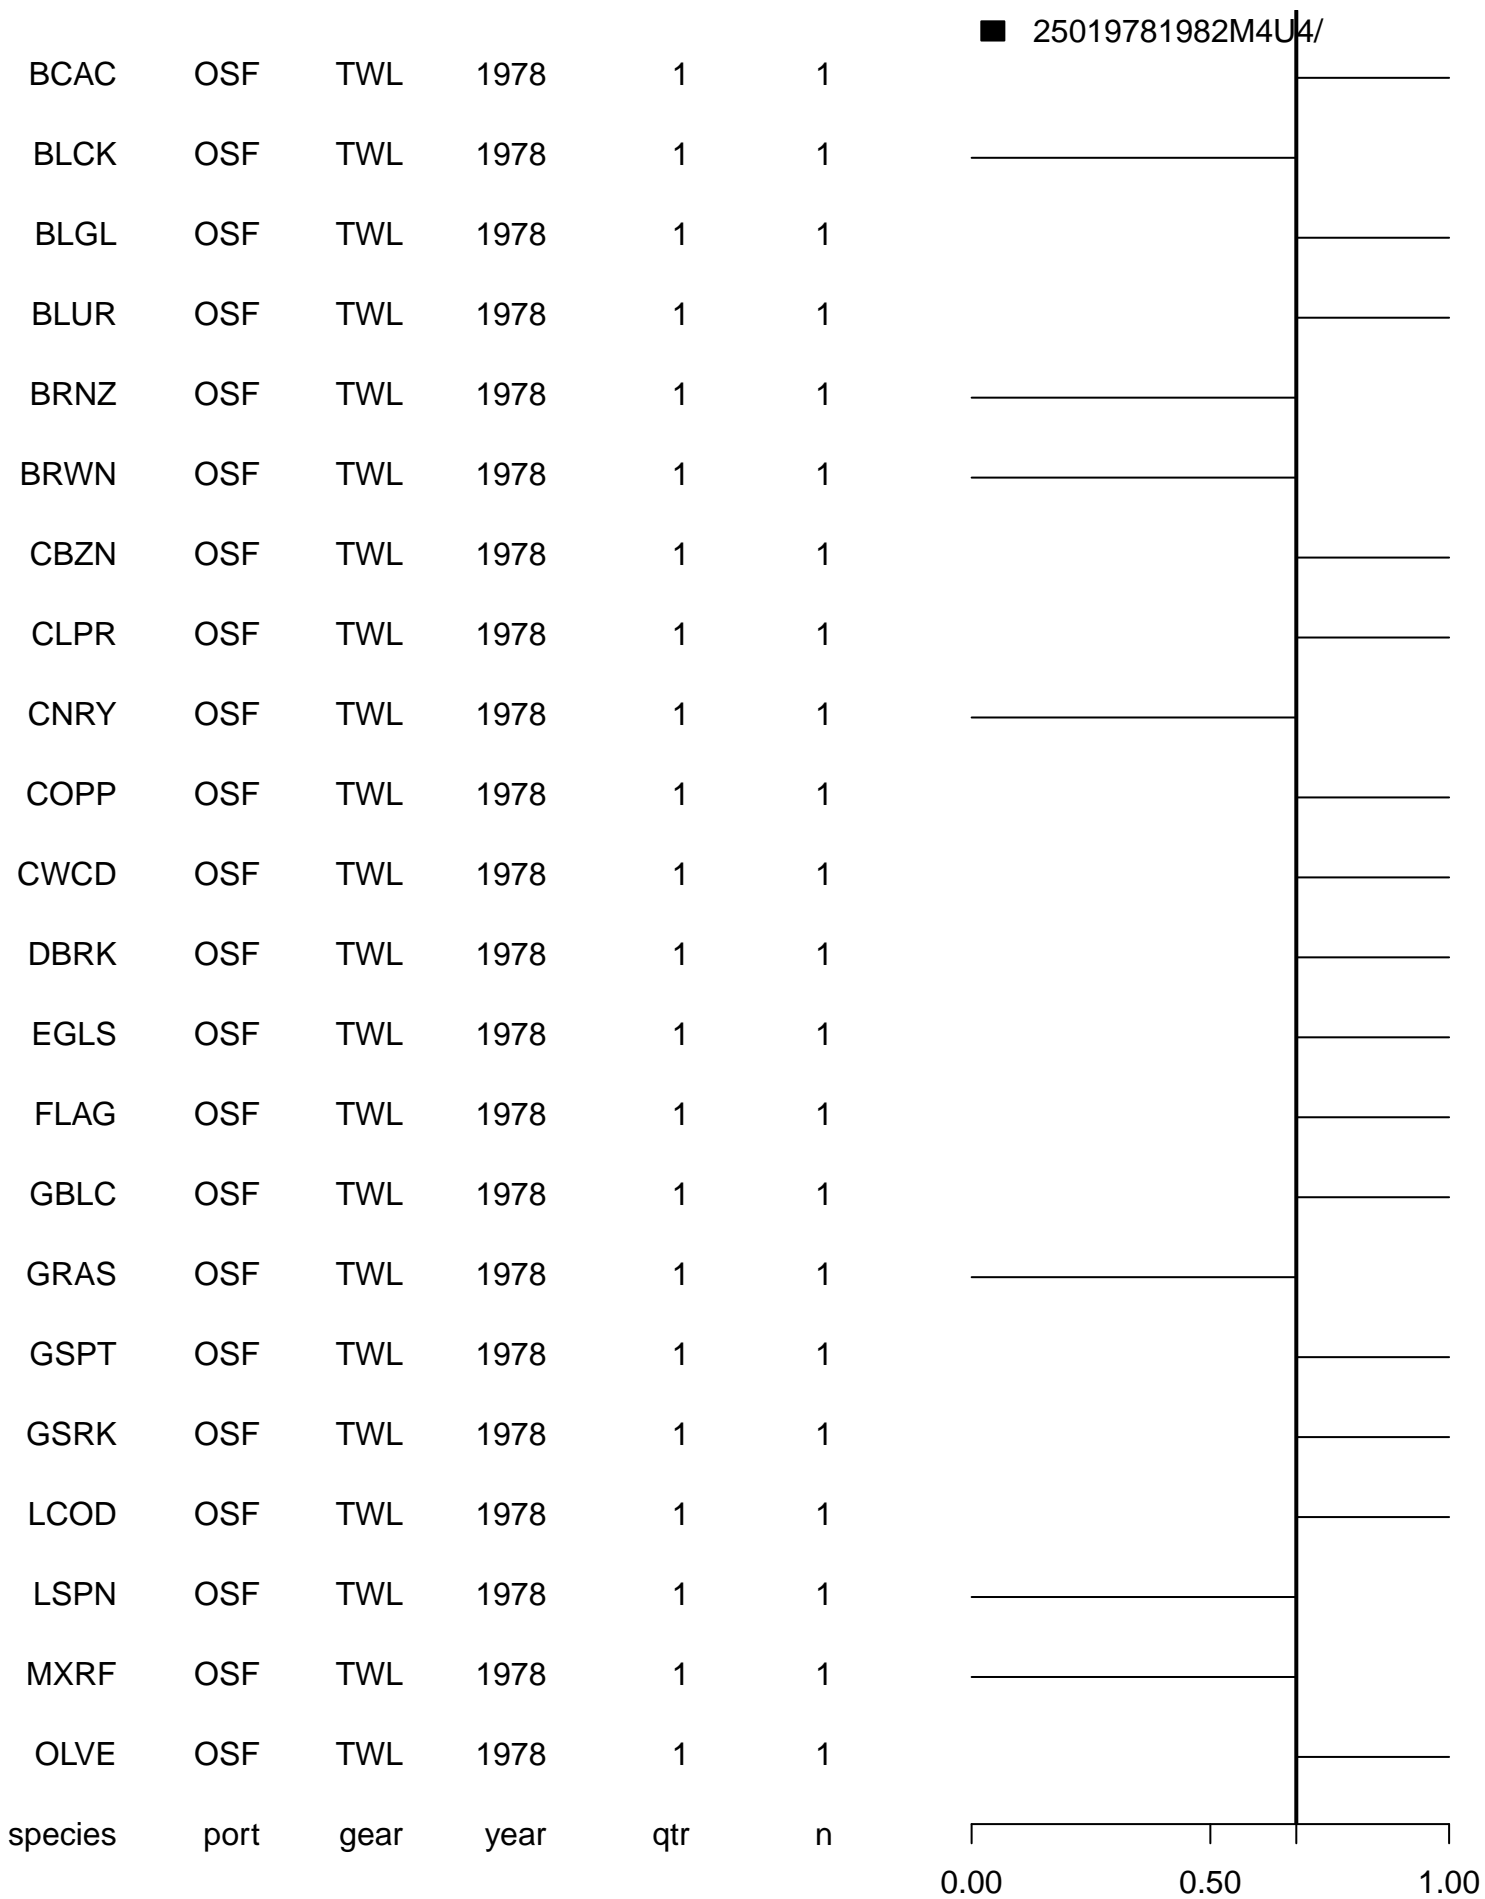 25019781982M4U4/
BCAC OSF TWL 1978 1 1
BLCK OSF TWL 1978 1 1
BLGL OSF TWL 1978 1 1
BLUR OSF TWL 1978 1 1
BRNZ OSF TWL 1978 1 1
BRWN OSF TWL 1978 1 1
CBZN OSF TWL 1978 1 1
CLPR OSF TWL 1978 1 1
CNRY OSF TWL 1978 1 1
COPP OSF TWL 1978 1 1
CWCD OSF TWL 1978 1 1
DBRK OSF TWL 1978 1 1
EGLS OSF TWL 1978 1 1
FLAG OSF TWL 1978 1 1
GBLC OSF TWL 1978 1 1
GRAS OSF TWL 1978 1 1
GSPT OSF TWL 1978 1 1
GSRK OSF TWL 1978 1 1
LCOD OSF TWL 1978 1 1
LSPN OSF TWL 1978 1 1
MXRF OSF TWL 1978 1 1
OLVE OSF TWL 1978 1 1
species port gear year qtr n
0.00 0.50 1.00